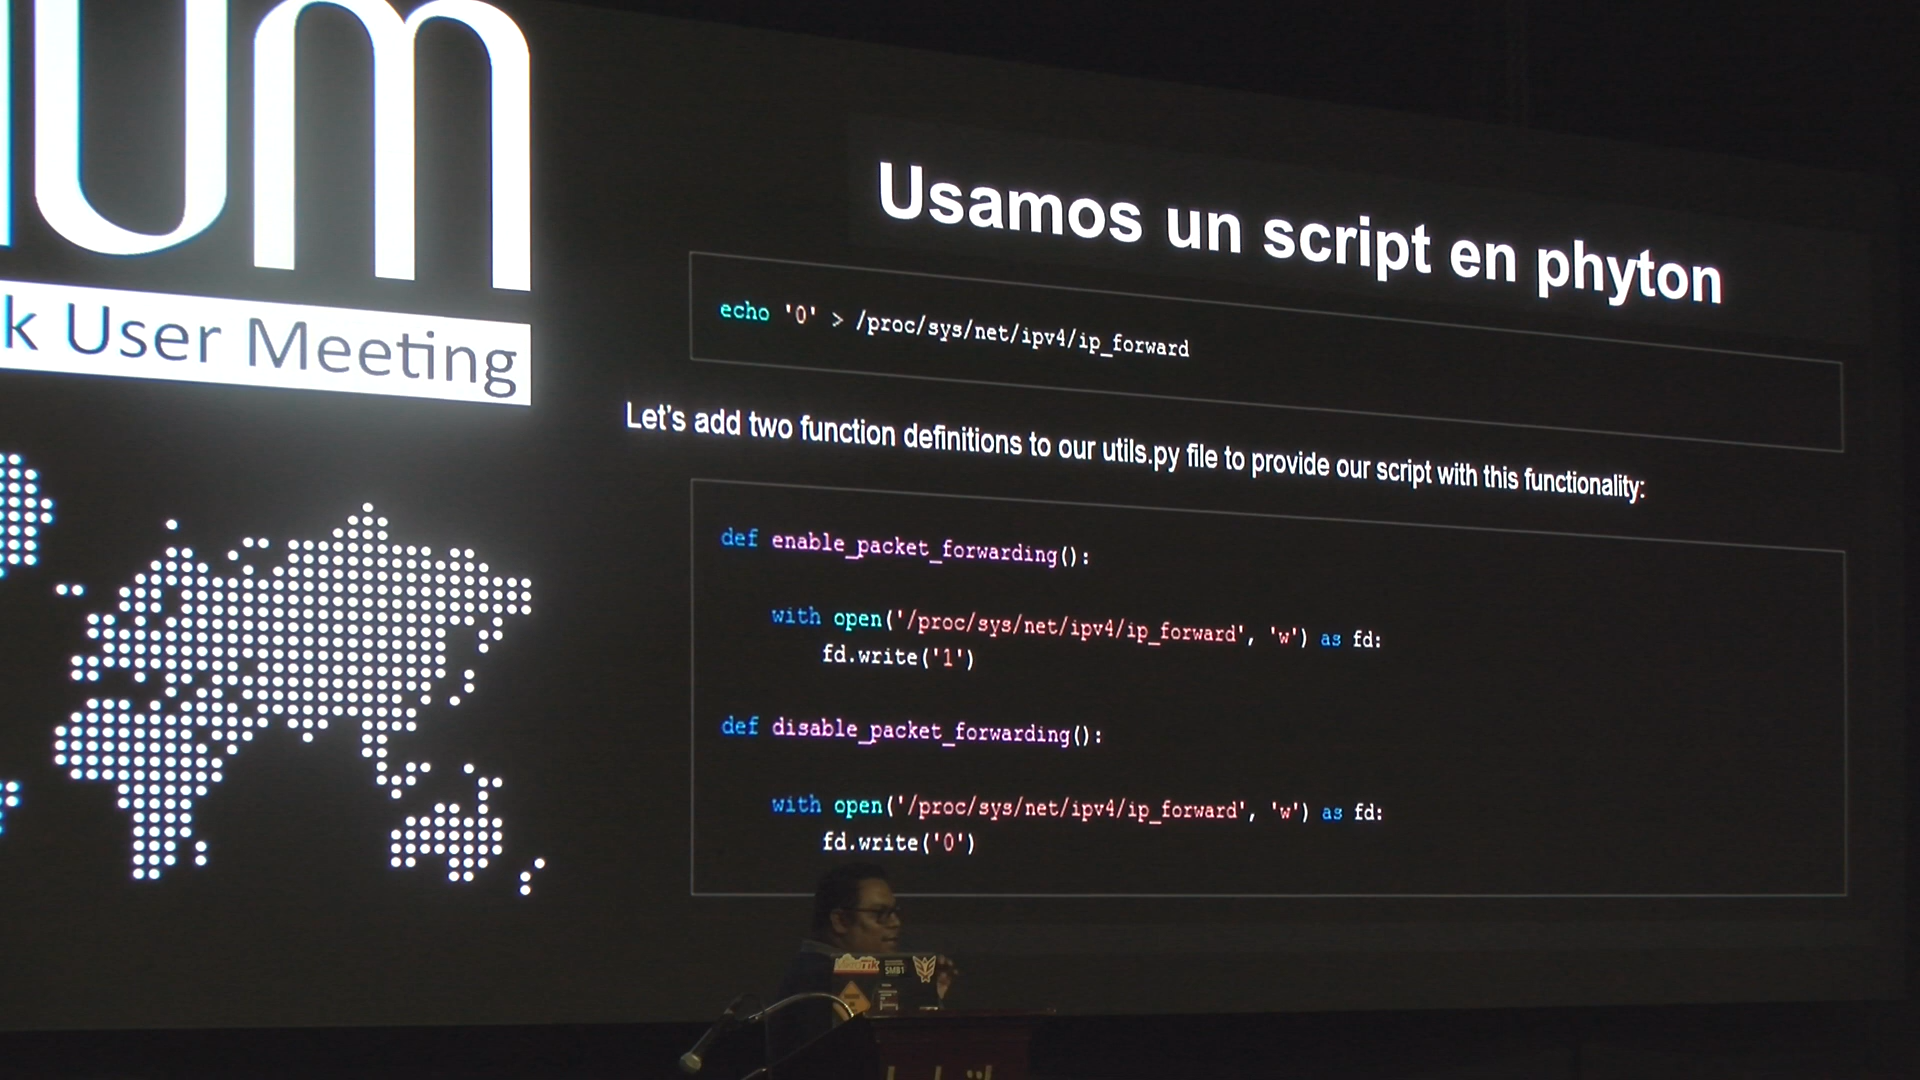 um
k User Meeting
Usamos un script en phyton
echo '0' > /proc/sys/net/ipv4/ip_forward
Let's add two function definitions to our utils.py file to provide our script with this functionality:
def enable_packet_forwarding():
with open('/proc/sys/net/ipv4/ip_forward', 'w') as fd:
fd.write('1')
def disable_packet_forwarding():
with open('/proc/sys/net/ipv4/ip_forward', 'w') as fd:
fd.write('0')